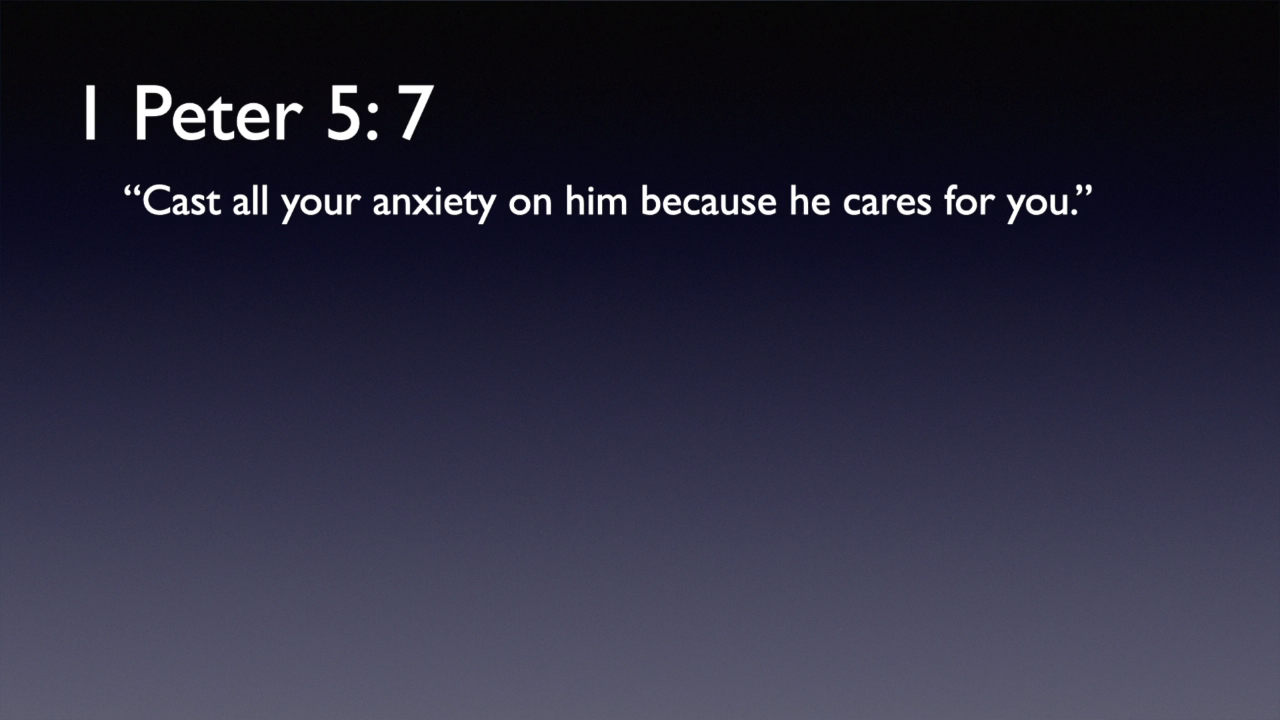 1 Peter 5: 7
“Cast all your anxiety on him because he cares for you.”